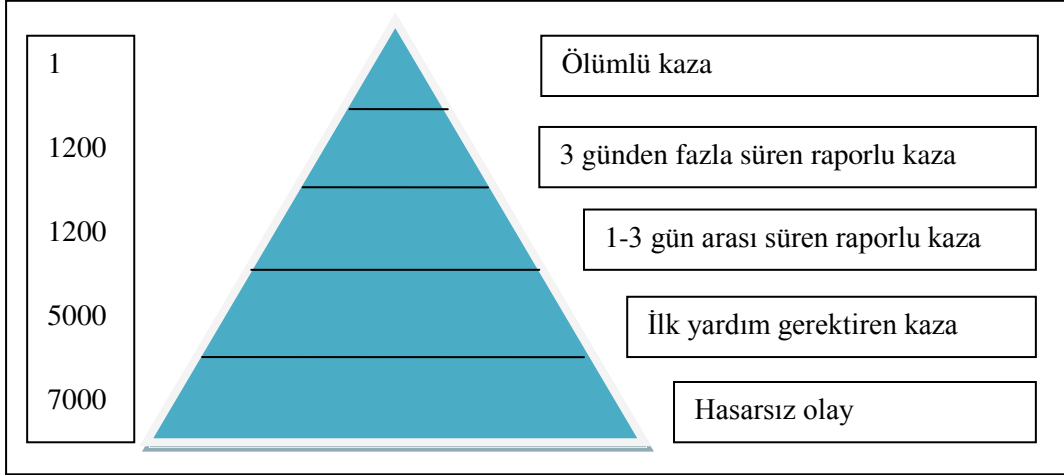 1
Ölümlü kaza
1200
3 günden fazla süren raporlu kaza
1200
1-3 gün arası süren raporlu kaza
5000
İlk yardım gerektiren kaza
7000
Hasarsız olay